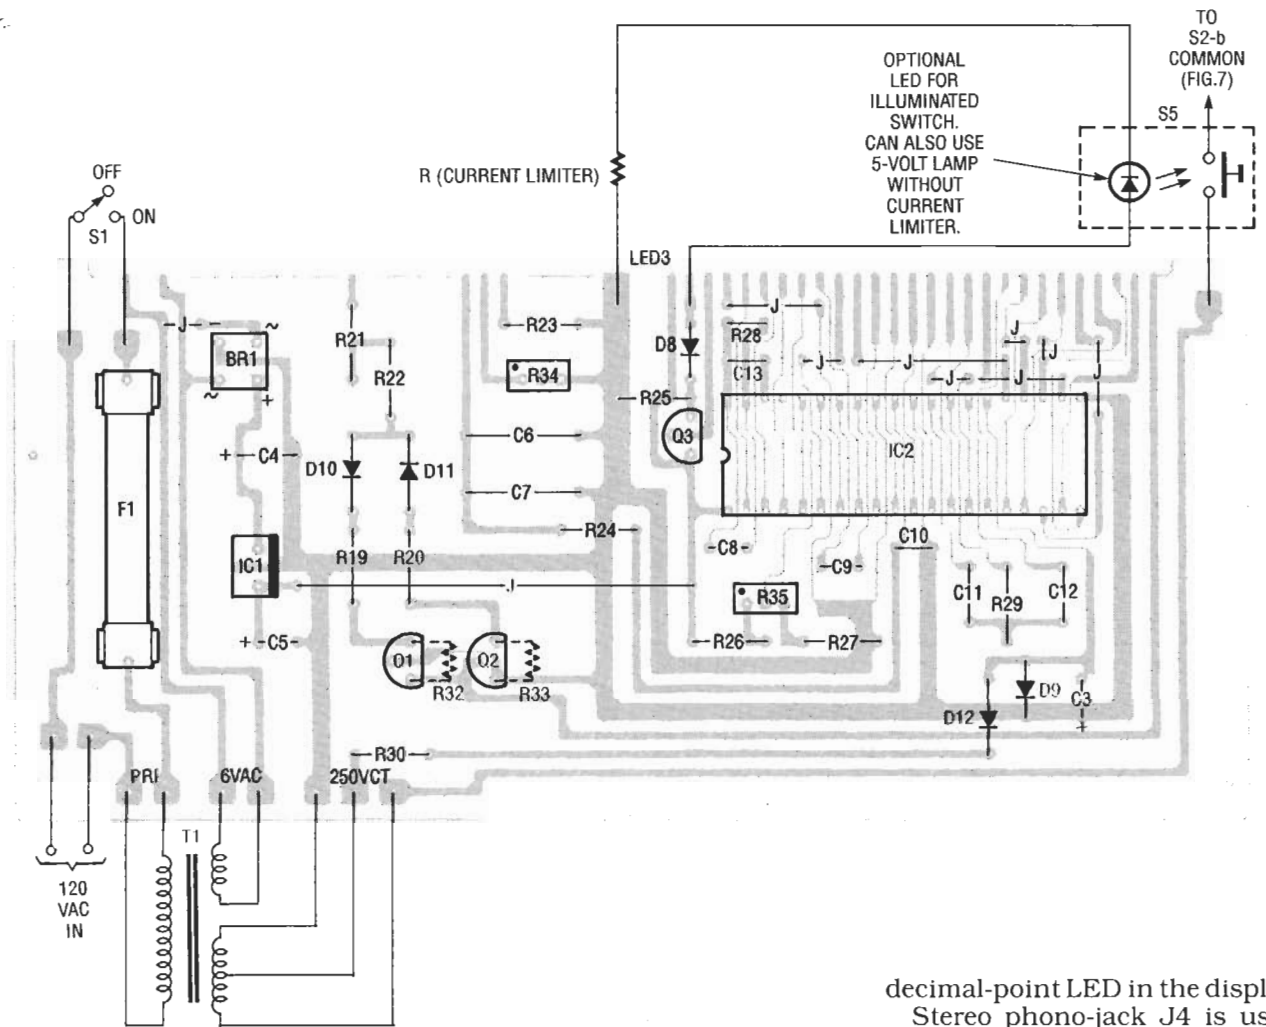 TO
S2-b
COMMON
(FIG.7)
S5
OPTIONAL
LED FOR
ILLUMINATED
SWITCH.
CAN ALSO USE
5-VOLT LAMP
WITHOUT
CURRENT
LIMITER.
R (CURRENT LIMITER)
OFF
ON
S1
LED3
J
~
BR1
~
+
R21
R22
R23
R34
D8
R28
J
C13
J
J
J
J
J
J
J
R25
Q3
IC2
+ C4
D10
D11
C6
C7
F1
R24
IC1
R19
R20
J
C8
C9
C10
R35
C11
R29
C12
+ C5
Q1
R32
Q2
R33
R26
R27
D9
D12
C3
+
R30
PRI
6VAC
250VCT
T1
120
VAC
IN
decimal-point LED in the displ
Stereo phono-jack J4 is us